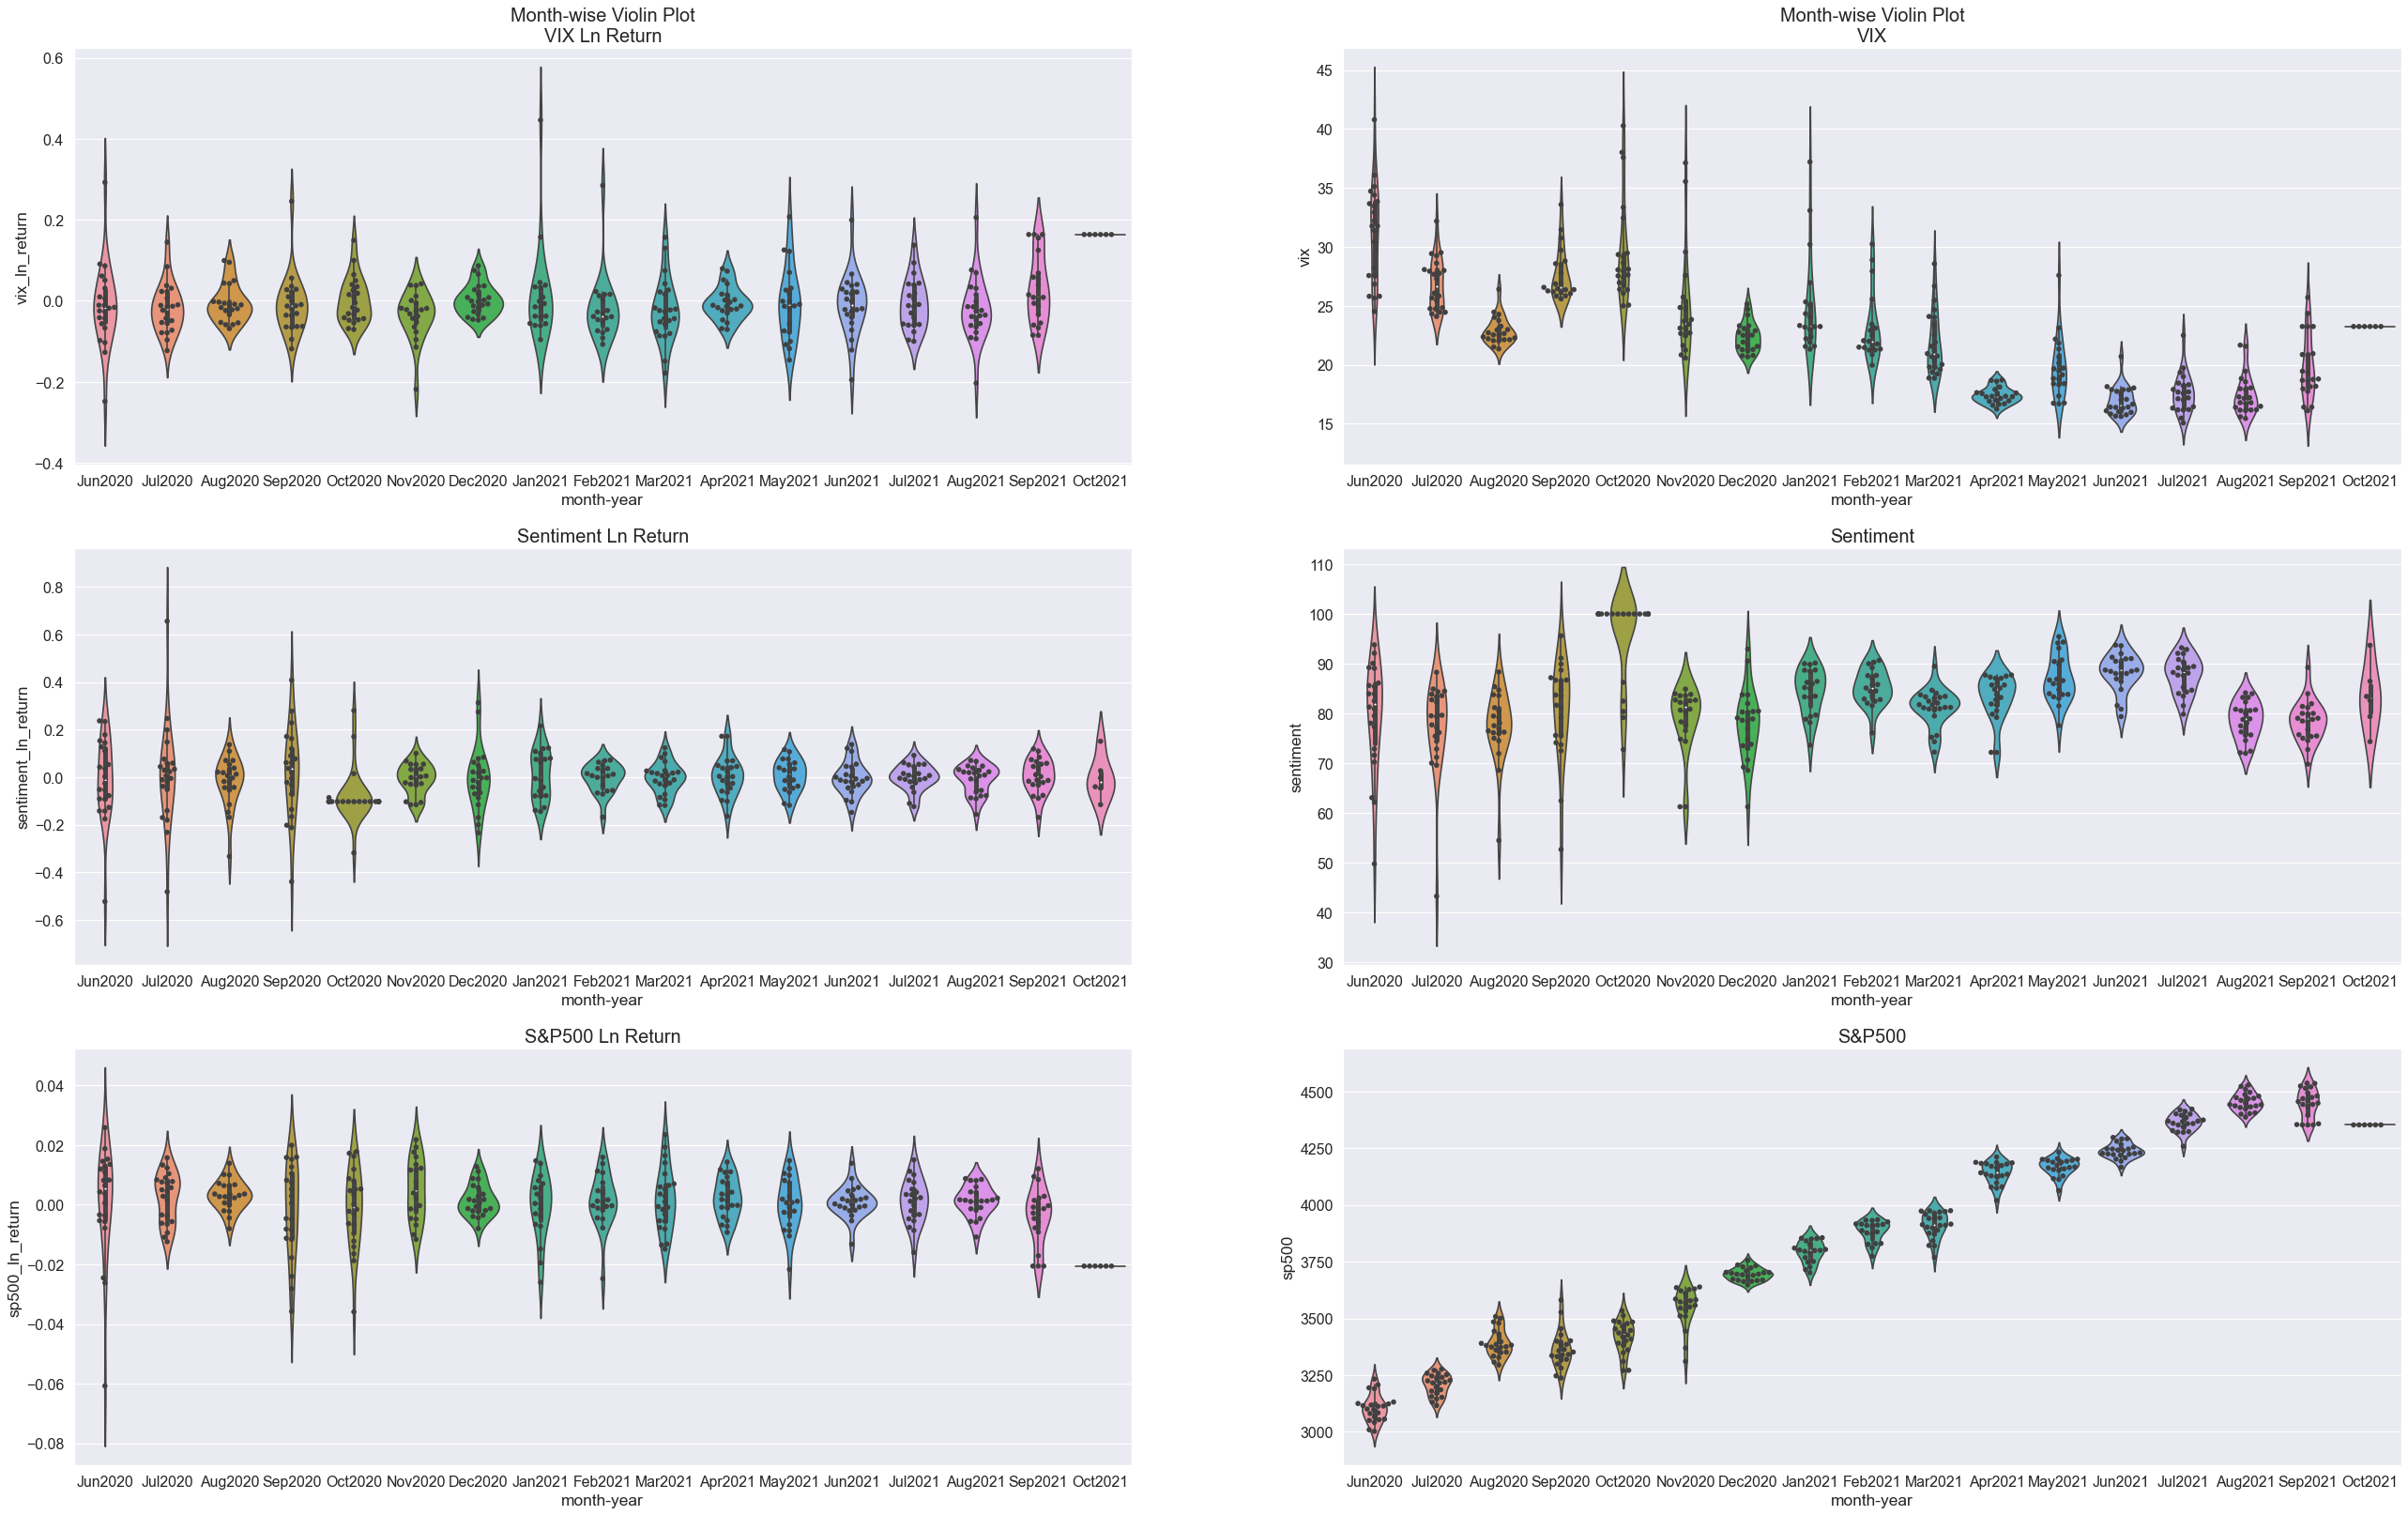 Month-wise Violin Plot
VIX Ln Return
vix_ln_return
0.6
0.4
0.2
0.0
−0.2
−0.4
Jun2020 Jul2020 Aug2020 Sep2020 Oct2020 Nov2020 Dec2020 Jan2021 Feb2021 Mar2021 Apr2021 May2021 Jun2021 Jul2021 Aug2021 Sep2021 Oct2021
month-year
Month-wise Violin Plot
VIX
vix
45
40
35
30
25
20
15
Jun2020 Jul2020 Aug2020 Sep2020 Oct2020 Nov2020 Dec2020 Jan2021 Feb2021 Mar2021 Apr2021 May2021 Jun2021 Jul2021 Aug2021 Sep2021 Oct2021
month-year
Sentiment Ln Return
sentiment_ln_return
0.8
0.6
0.4
0.2
0.0
−0.2
−0.4
−0.6
Jun2020 Jul2020 Aug2020 Sep2020 Oct2020 Nov2020 Dec2020 Jan2021 Feb2021 Mar2021 Apr2021 May2021 Jun2021 Jul2021 Aug2021 Sep2021 Oct2021
month-year
Sentiment
sentiment
110
100
90
80
70
60
50
40
30
Jun2020 Jul2020 Aug2020 Sep2020 Oct2020 Nov2020 Dec2020 Jan2021 Feb2021 Mar2021 Apr2021 May2021 Jun2021 Jul2021 Aug2021 Sep2021 Oct2021
month-year
S&P500 Ln Return
sp500_ln_return
0.04
0.02
0.00
−0.02
−0.04
−0.06
−0.08
Jun2020 Jul2020 Aug2020 Sep2020 Oct2020 Nov2020 Dec2020 Jan2021 Feb2021 Mar2021 Apr2021 May2021 Jun2021 Jul2021 Aug2021 Sep2021 Oct2021
month-year
S&P500
sp500
4500
4250
4000
3750
3500
3250
3000
Jun2020 Jul2020 Aug2020 Sep2020 Oct2020 Nov2020 Dec2020 Jan2021 Feb2021 Mar2021 Apr2021 May2021 Jun2021 Jul2021 Aug2021 Sep2021 Oct2021
month-year